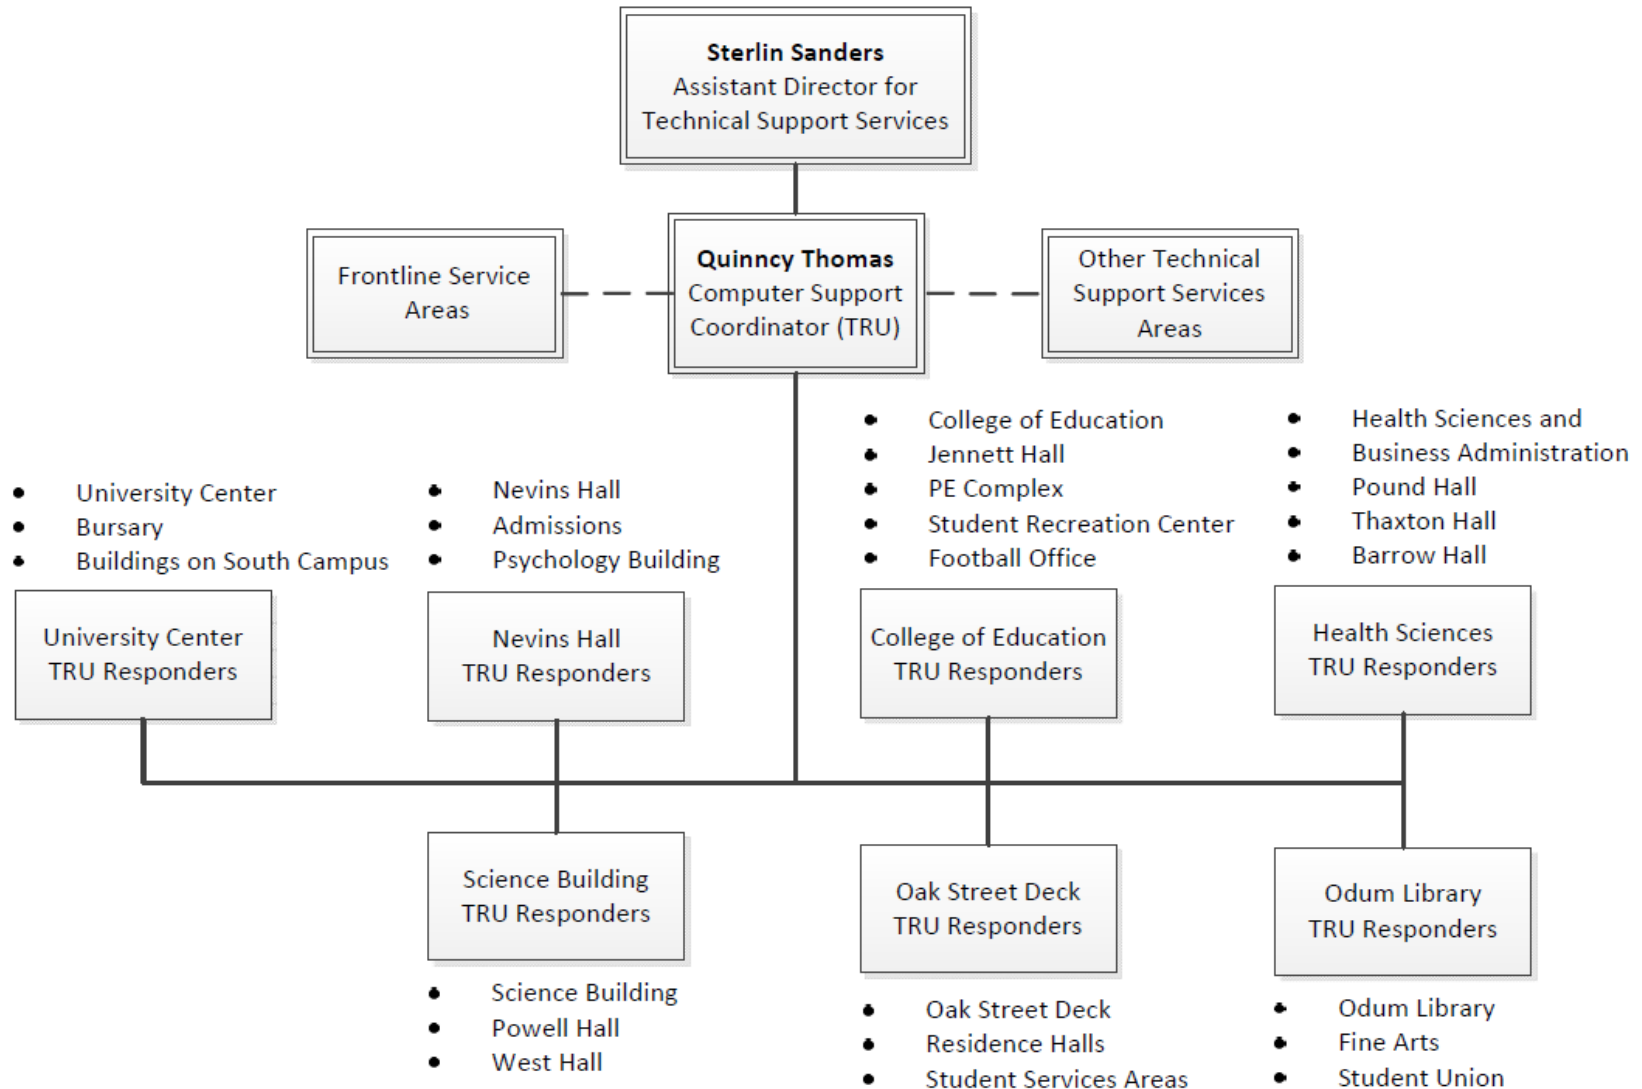 Sterlin Sanders
Assistant Director for
Technical Support Services
Frontline Service
Areas
Quinncy Thomas
Computer Support
Coordinator (TRU)
Other Technical
Support Services
Areas
• University Center
• Bursary
• Buildings on South Campus
• Nevins Hall
• Admissions
• Psychology Building
• College of Education
• Jennett Hall
• PE Complex
• Student Recreation Center
• Football Office
• Health Sciences and
• Business Administration
• Pound Hall
• Thaxton Hall
• Barrow Hall
University Center
TRU Responders
Nevins Hall
TRU Responders
College of Education
TRU Responders
Health Sciences
TRU Responders
Science Building
TRU Responders
Oak Street Deck
TRU Responders
Odum Library
TRU Responders
• Science Building
• Powell Hall
• West Hall
• Oak Street Deck
• Residence Halls
• Student Services Areas
• Odum Library
• Fine Arts
• Student Union